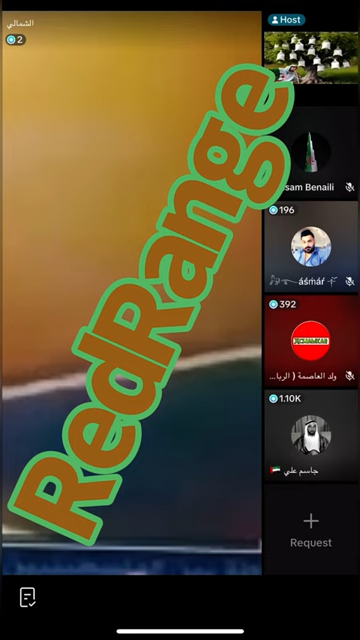 الشمالي
2
Host
RedRange
sam Benaili
196
ásmár
392
ولد العاصمة ( الربا...
1.10K
جاسم علي
Request